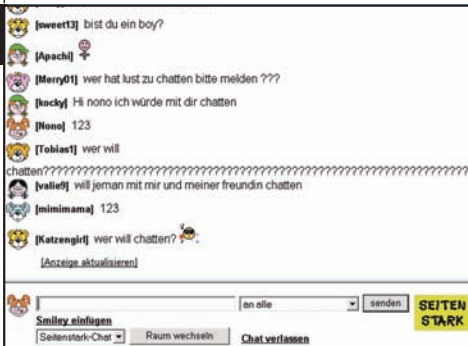 [sweet13] bist du ein boy?
[Apachi]
[Merry01] wer hat lust zu chatten bitte melden ???
[kocky] Hi nono ich würde mit dir chatten
[Nono] 123
[Tobias1] wer will
chatten?????????????????????????????????????????????????????????????????????
[valie9] will jeman mit mir und meiner freundin chatten
[mimimama] 123
[Katzengirl] wer will chatten?
[Anzeige aktualisieren]
an alle senden SEITEN
STARK
Smiley einfügen
Seitenstark-Chat Raum wechseln Chat verlassen